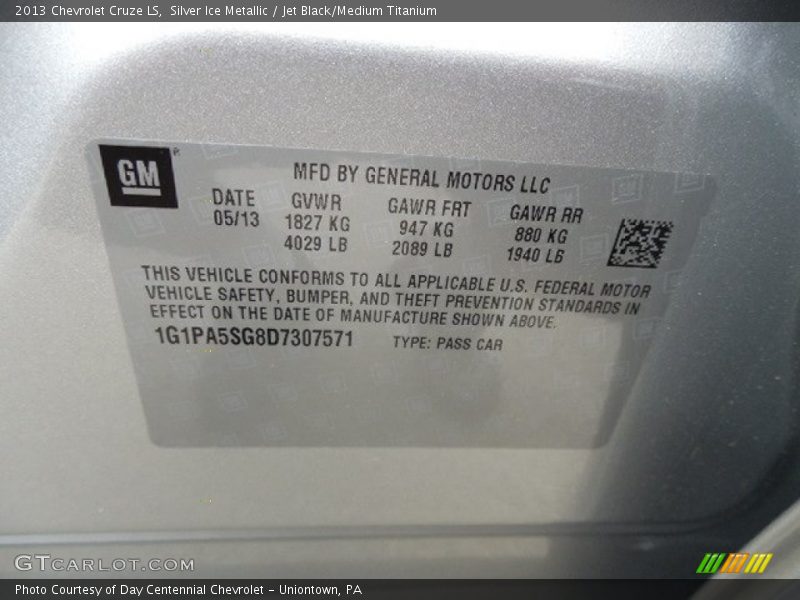 2013 Chevrolet Cruze LS, Silver Ice Metallic / Jet Black/Medium Titanium
GM
MFD BY GENERAL MOTORS LLC
DATE GVWR GAWR FRT GAWR RR
05/13 1827 KG 947 KG 880 KG
4029 LB 2089 LB 1940 LB
THIS VEHICLE CONFORMS TO ALL APPLICABLE U.S. FEDERAL MOTOR
VEHICLE SAFETY, BUMPER, AND THEFT PREVENTION STANDARDS IN
EFFECT ON THE DATE OF MANUFACTURE SHOWN ABOVE.
1G1PA5SG8D7307571 TYPE: PASS CAR
GTCARLOT.COM
Photo Courtesy of Day Centennial Chevrolet - Uniontown, PA